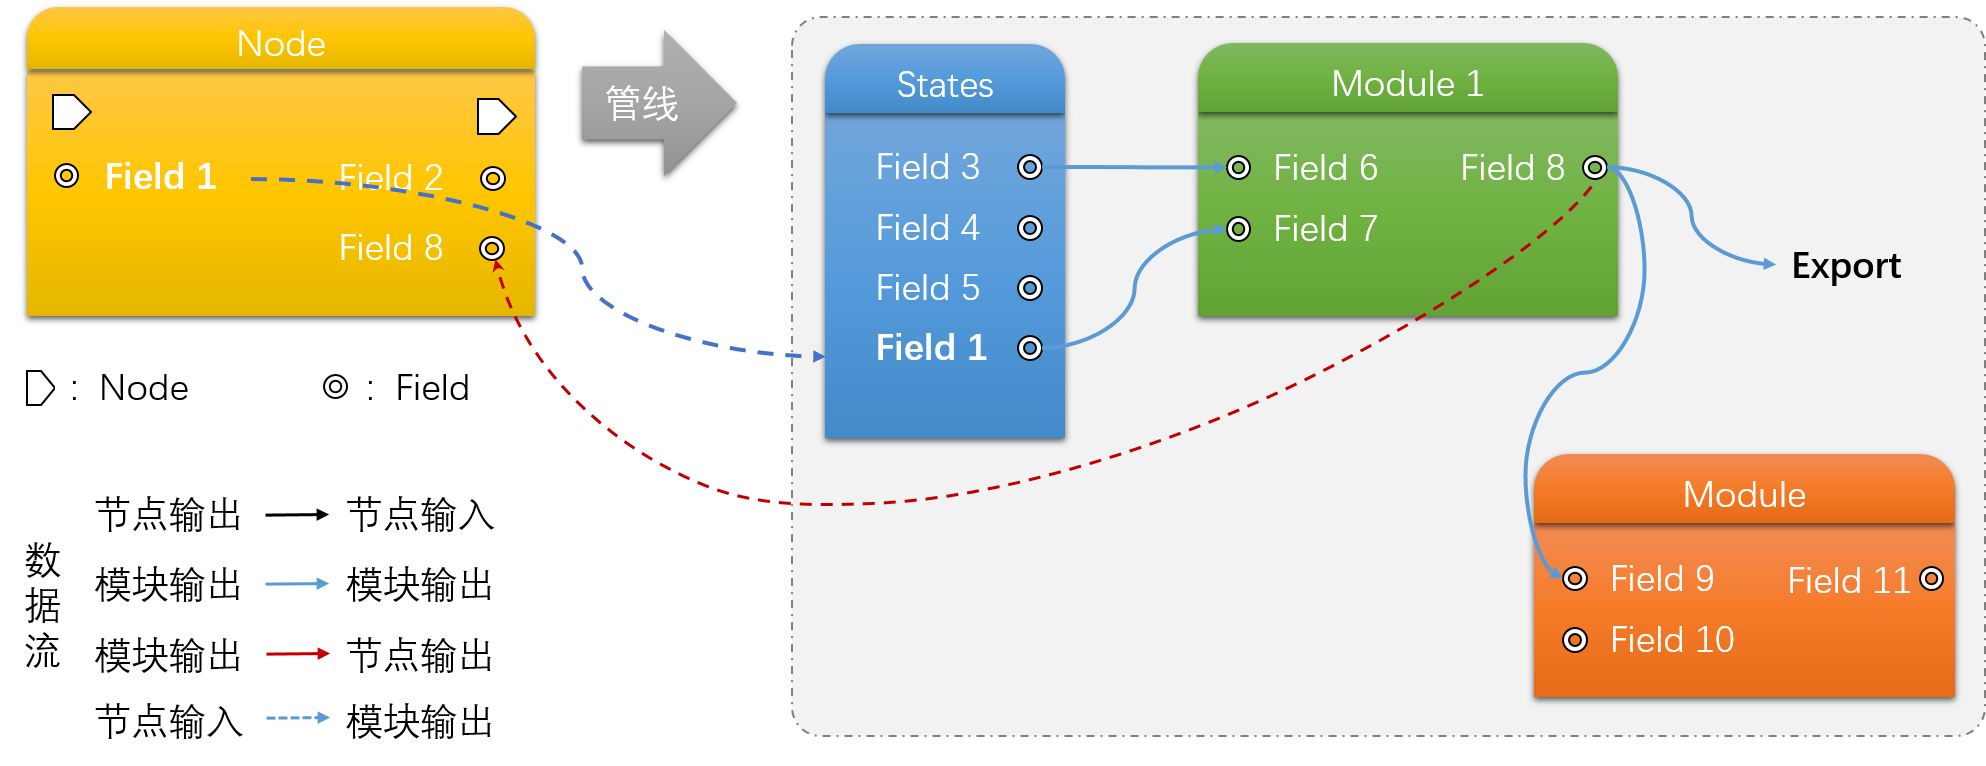 Node
Field 1
Field 2
Field 8
管线
States
Field 3
Field 4
Field 5
Field 1
Module 1
Field 6
Field 8
Field 7
Export
Module
Field 9
Field 11
Field 10
: Node
: Field
数据流
节点输出 节点输入
模块输出 模块输出
模块输出 节点输出
节点输入 模块输出